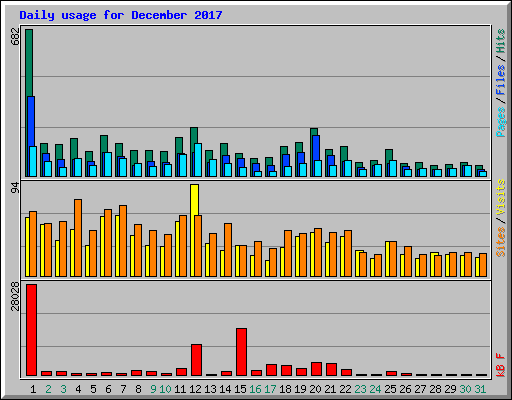 Daily usage for December 2017
682
Pages / Files / Hits
94
Sites / Visits
28028
kB F
1 2 3 4 5 6 7 8 9 10 11 12 13 14 15 16 17 18 19 20 21 22 23 24 25 26 27 28 29 30 31